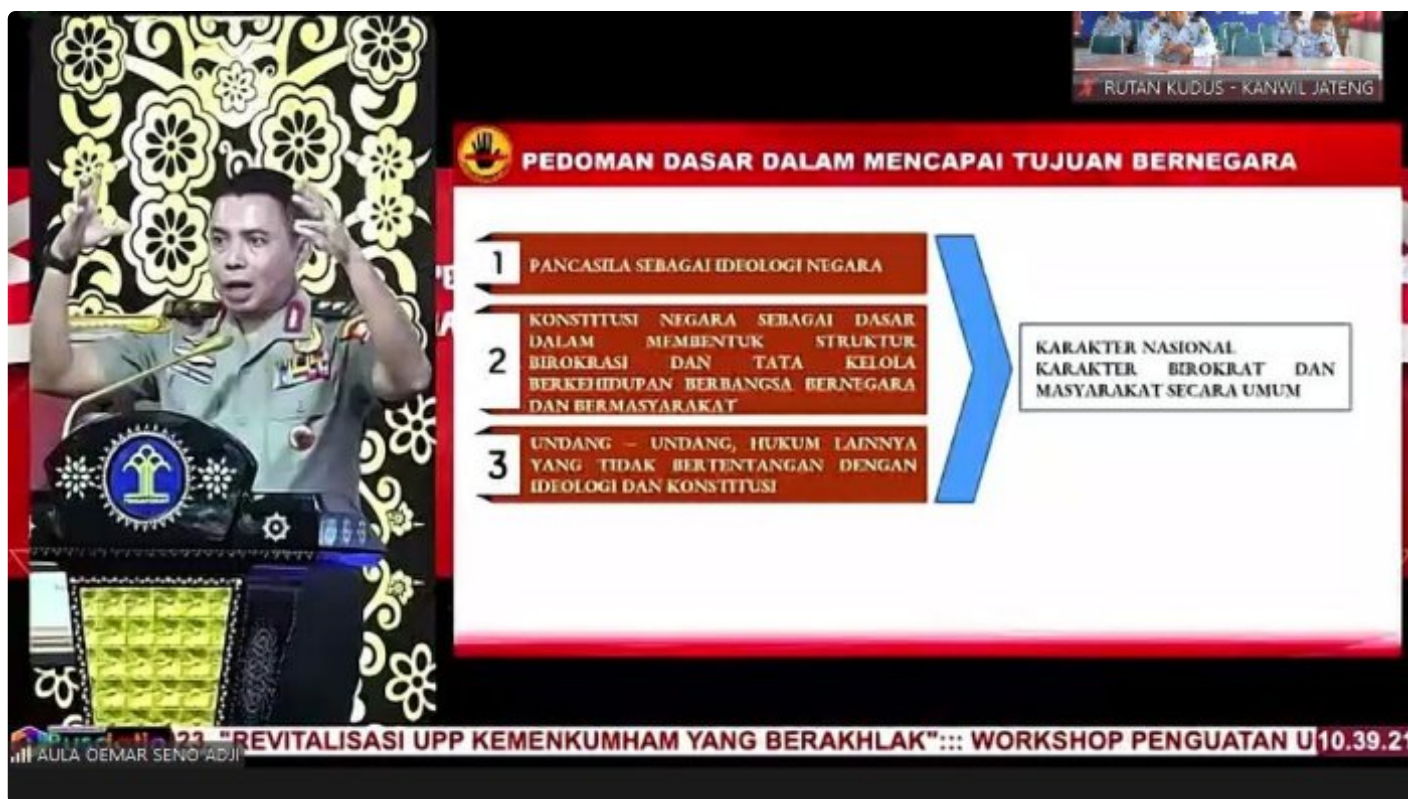 RUTAN KUDUS - KANWIL JATENG
PEDOMAN DASAR DALAM MENCAPAI TUJUAN BERNEGARA
1
PANCASILA SEBAGAI IDEOLOGI NEGARA
2
KONSTITUSI NEGARA SEBAGAI DASAR
DALAM MEMBENTUK STRUKTUR
BIROKRASI DAN TATA KELOLA
BERKEHIDUPAN BERBANGSA BERNEGARA
DAN BERMASYARAKAT
3
UNDANG – UNDANG, HUKUM LAINNYA
YANG TIDAK BERTENTANGAN DENGAN
IDEOLOGI DAN KONSTITUSI
KARAKTER NASIONAL
KARAKTER BIROKRAT DAN
MASYARAKAT SECARA UMUM
23 "REVITALISASI UPP KEMENKUMHAM YANG BERAKHLAK"::: WORKSHOP PENGUATAN U 10.39.21
AULA OEMAR SENO ADJI